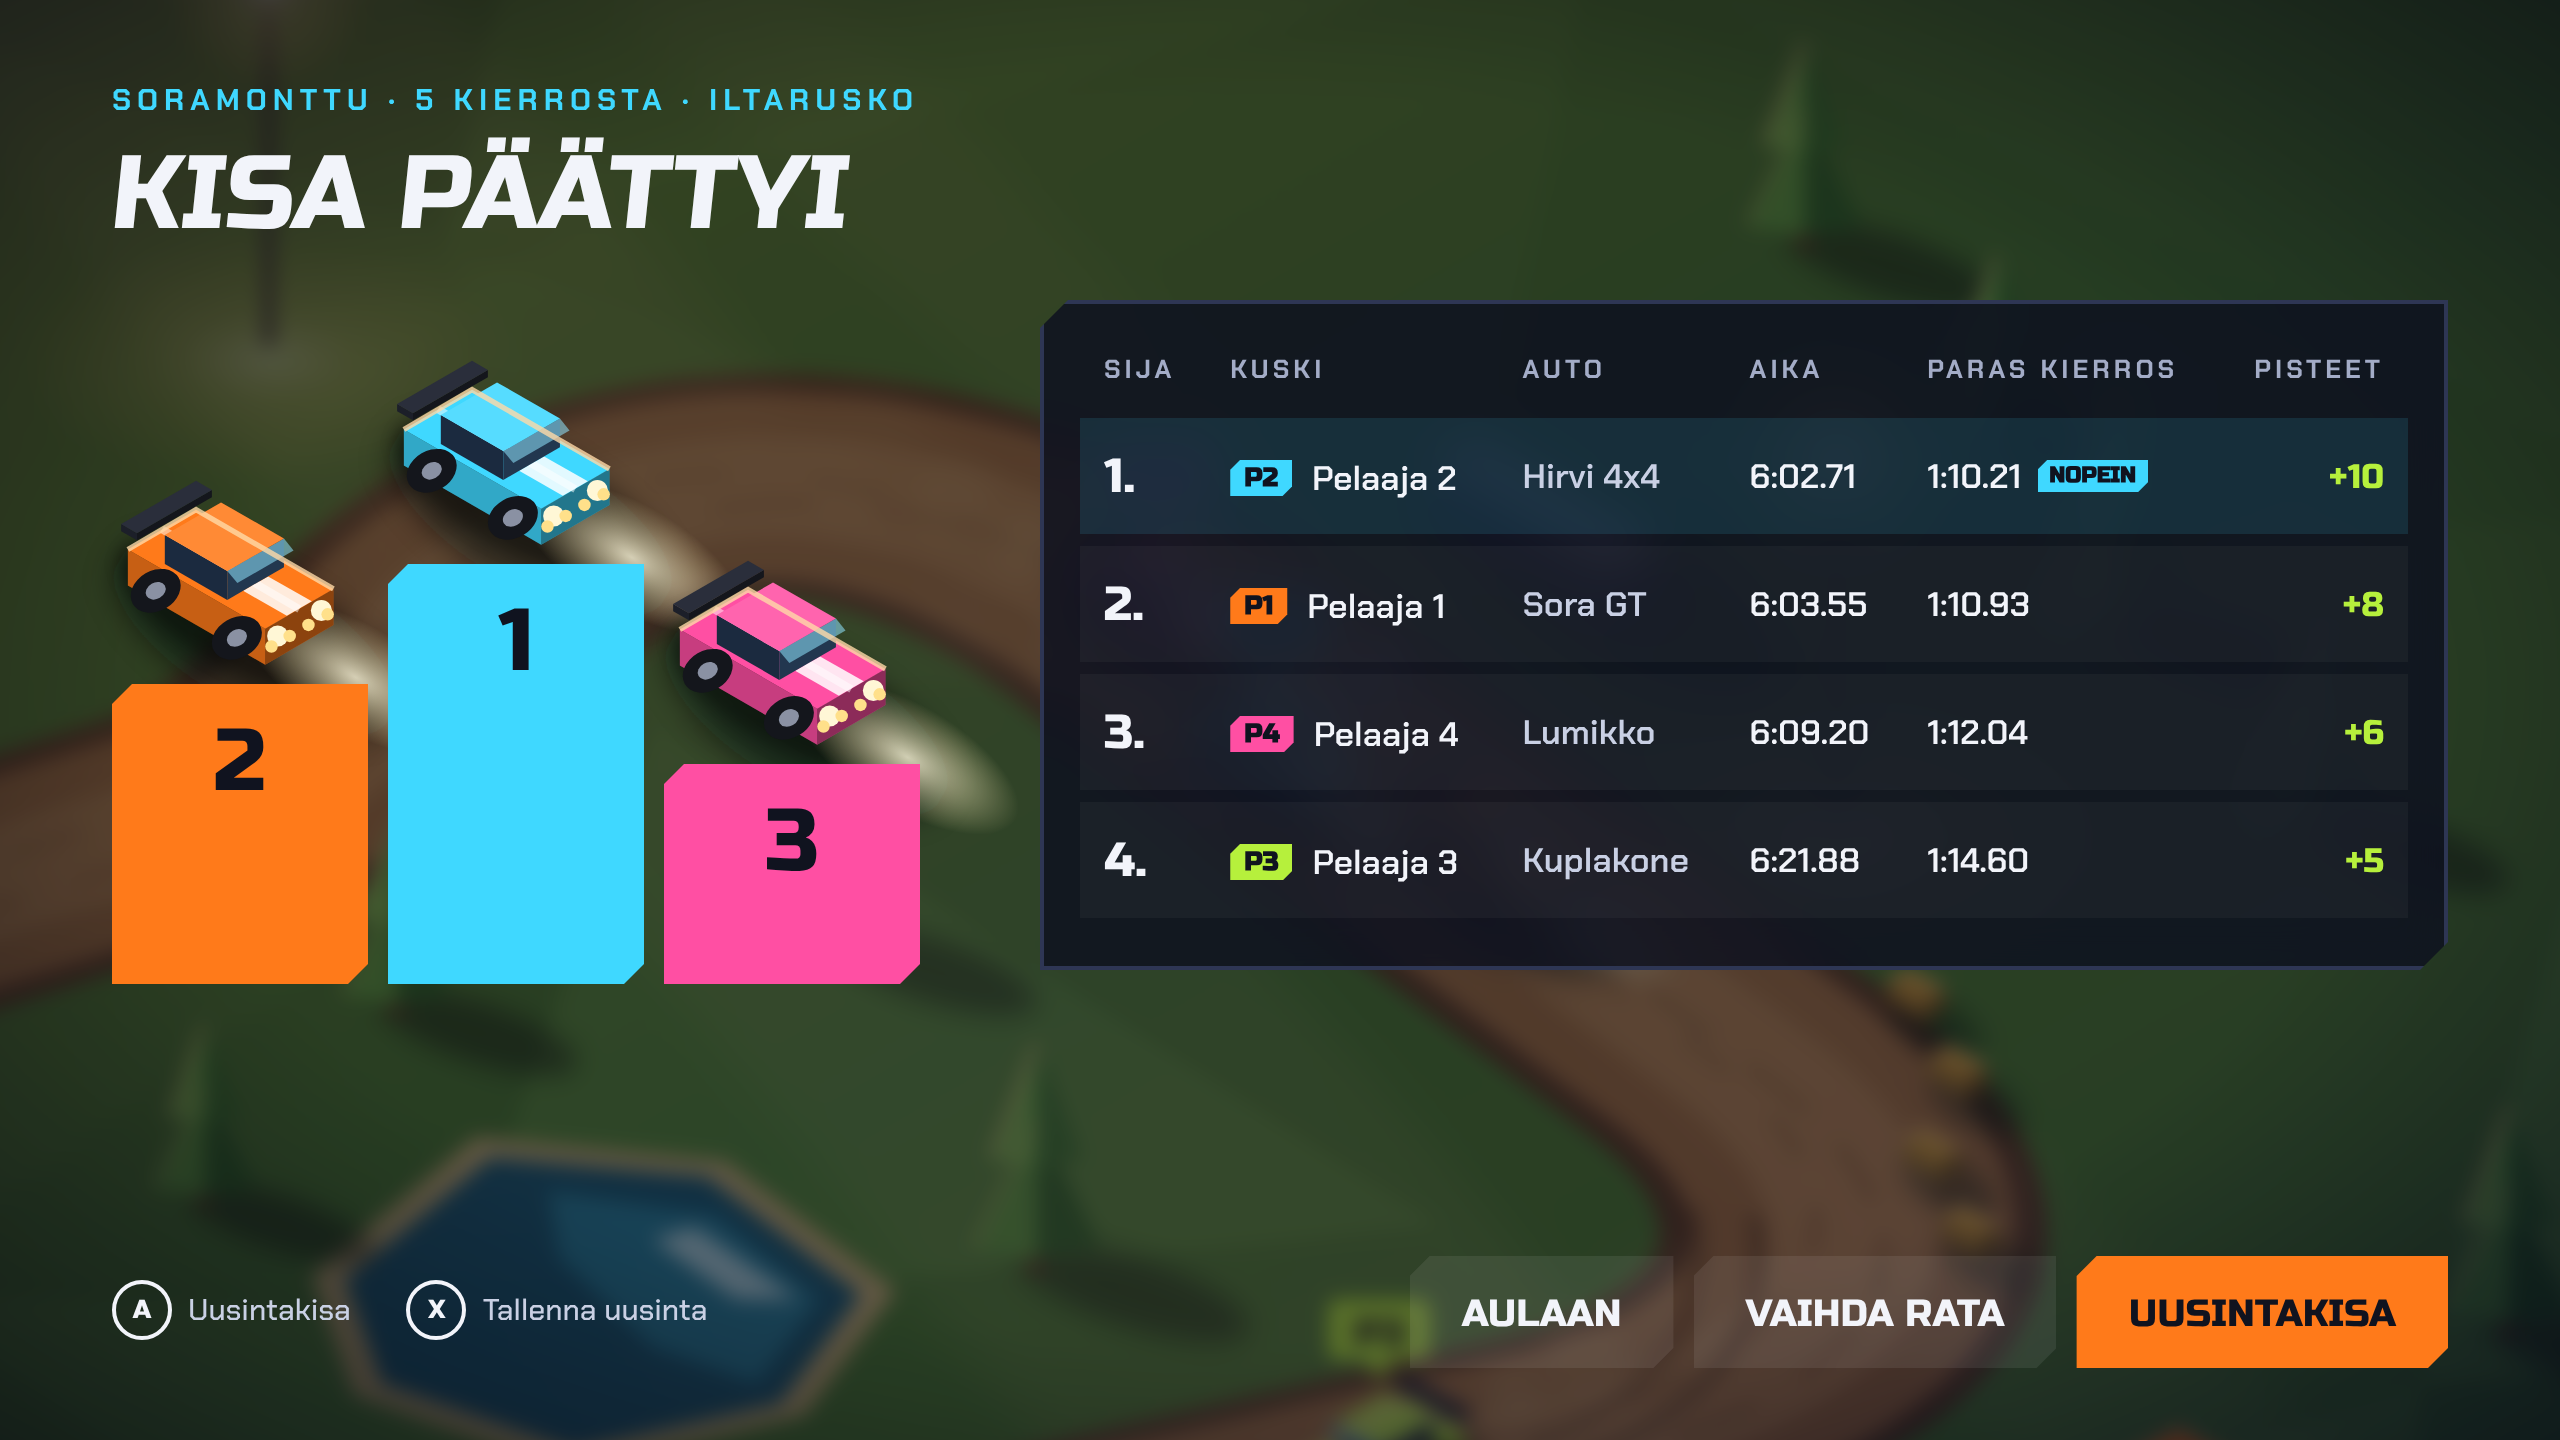 SORAMONTTU · 5 KIERROSTA · ILTARUSKO
KISA PÄÄTTYI
2
1
3
SIJA KUSKI AUTO AIKA PARAS KIERROS PISTEET
1. P2 Pelaaja 2 Hirvi 4x4 6:02.71 1:10.21 NOPEIN +10
2. P1 Pelaaja 1 Sora GT 6:03.55 1:10.93 +8
3. P4 Pelaaja 4 Lumikko 6:09.20 1:12.04 +6
4. P3 Pelaaja 3 Kuplakone 6:21.88 1:14.60 +5
A Uusintakisa X Tallenna uusinta
AULAAN VAIHDA RATA UUSINTAKISA